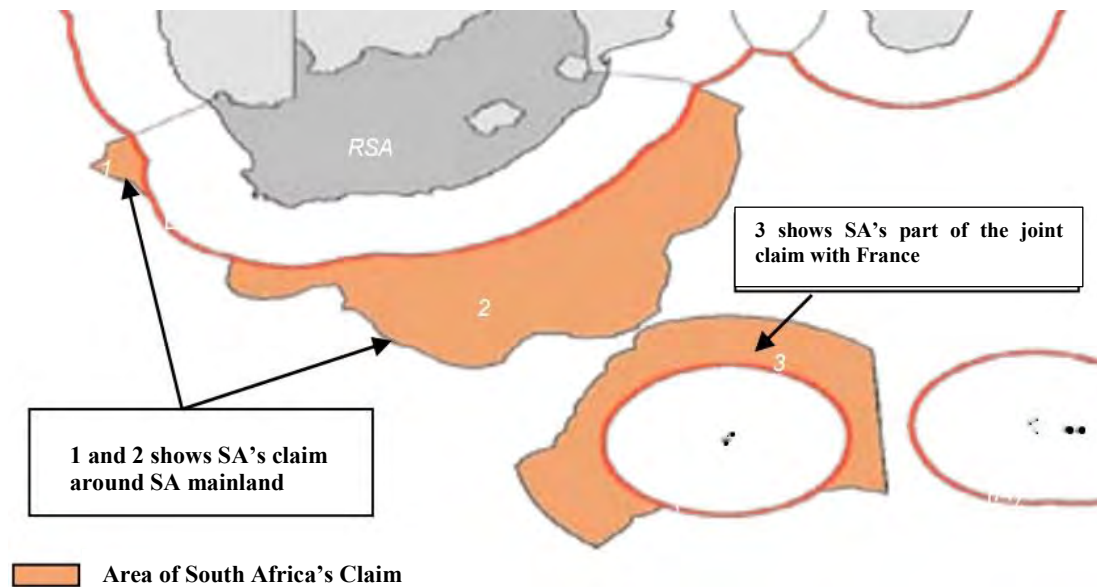 RSA
1
3 shows SA's part of the joint
claim with France
2
3
1 and 2 shows SA's claim
around SA mainland
Area of South Africa's Claim